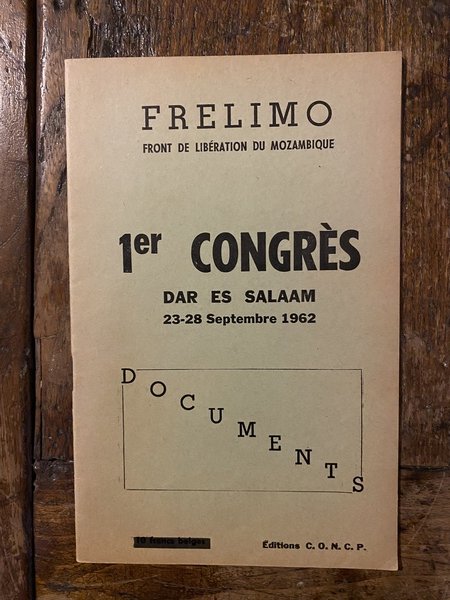 FRELIMO
FRONT DE LIBÉRATION DU MOZAMBIQUE
1er CONGRÈS
DAR ES SALAAM
23-28 Septembre 1962
DOCUMENTS
10 francs belges
Éditions C. O. N. C. P.